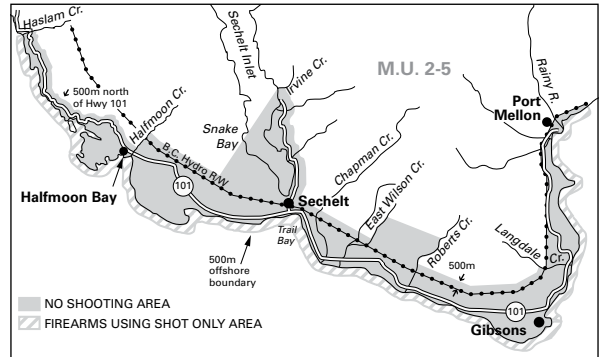 Haslam Cr.
Sechelt Inlet
Irvine Cr.
M.U. 2-5
Rainy R.
Port
Mellon
500m north
of Hwy 101
Halfmoon Cr.
Snake
Bay
B.C. Hydro R/W
Chapman Cr.
Halfmoon Bay
101
Sechelt
East Wilson Cr.
Trail
Bay
Roberts Cr.
Langdale
Cr.
500m
offshore
boundary
500m
101
Gibsons
NO SHOOTING AREA
FIREARMS USING SHOT ONLY AREA